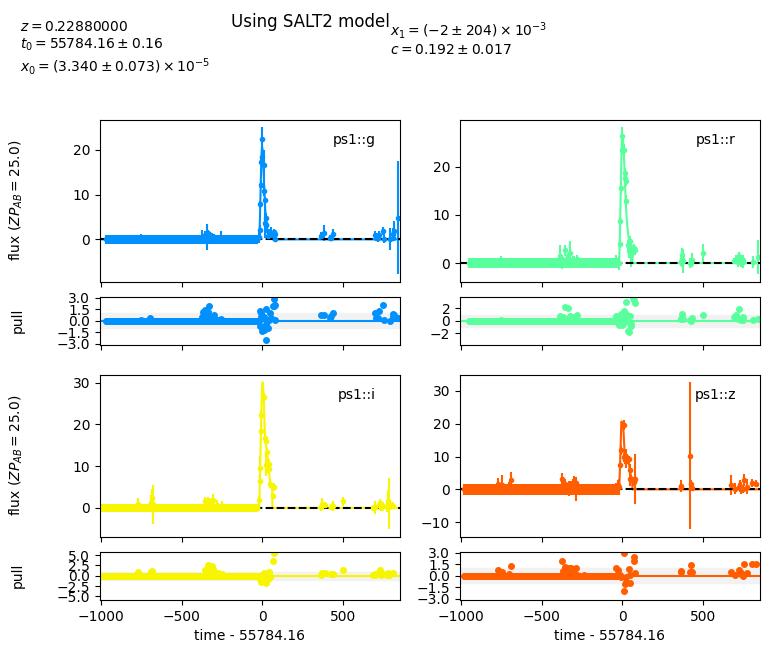 Using SALT2 model
z = 0.22880000
t₀ = 55784.16 ± 0.16
x₀ = (3.340 ± 0.073) × 10⁻⁵
x₁ = (−2 ± 204) × 10⁻³
c = 0.192 ± 0.017
flux (ZP_AB = 25.0)
20
10
0
ps1::g
20
10
0
ps1::r
pull
3.0
1.5
0.0
−1.5
−3.0
2
0
−2
flux (ZP_AB = 25.0)
30
20
10
0
ps1::i
30
20
10
0
−10
ps1::z
pull
5.0
2.5
0.0
−2.5
−5.0
3.0
1.5
0.0
−1.5
−3.0
−1000 −500 0 500
−1000 −500 0 500
time - 55784.16
time - 55784.16